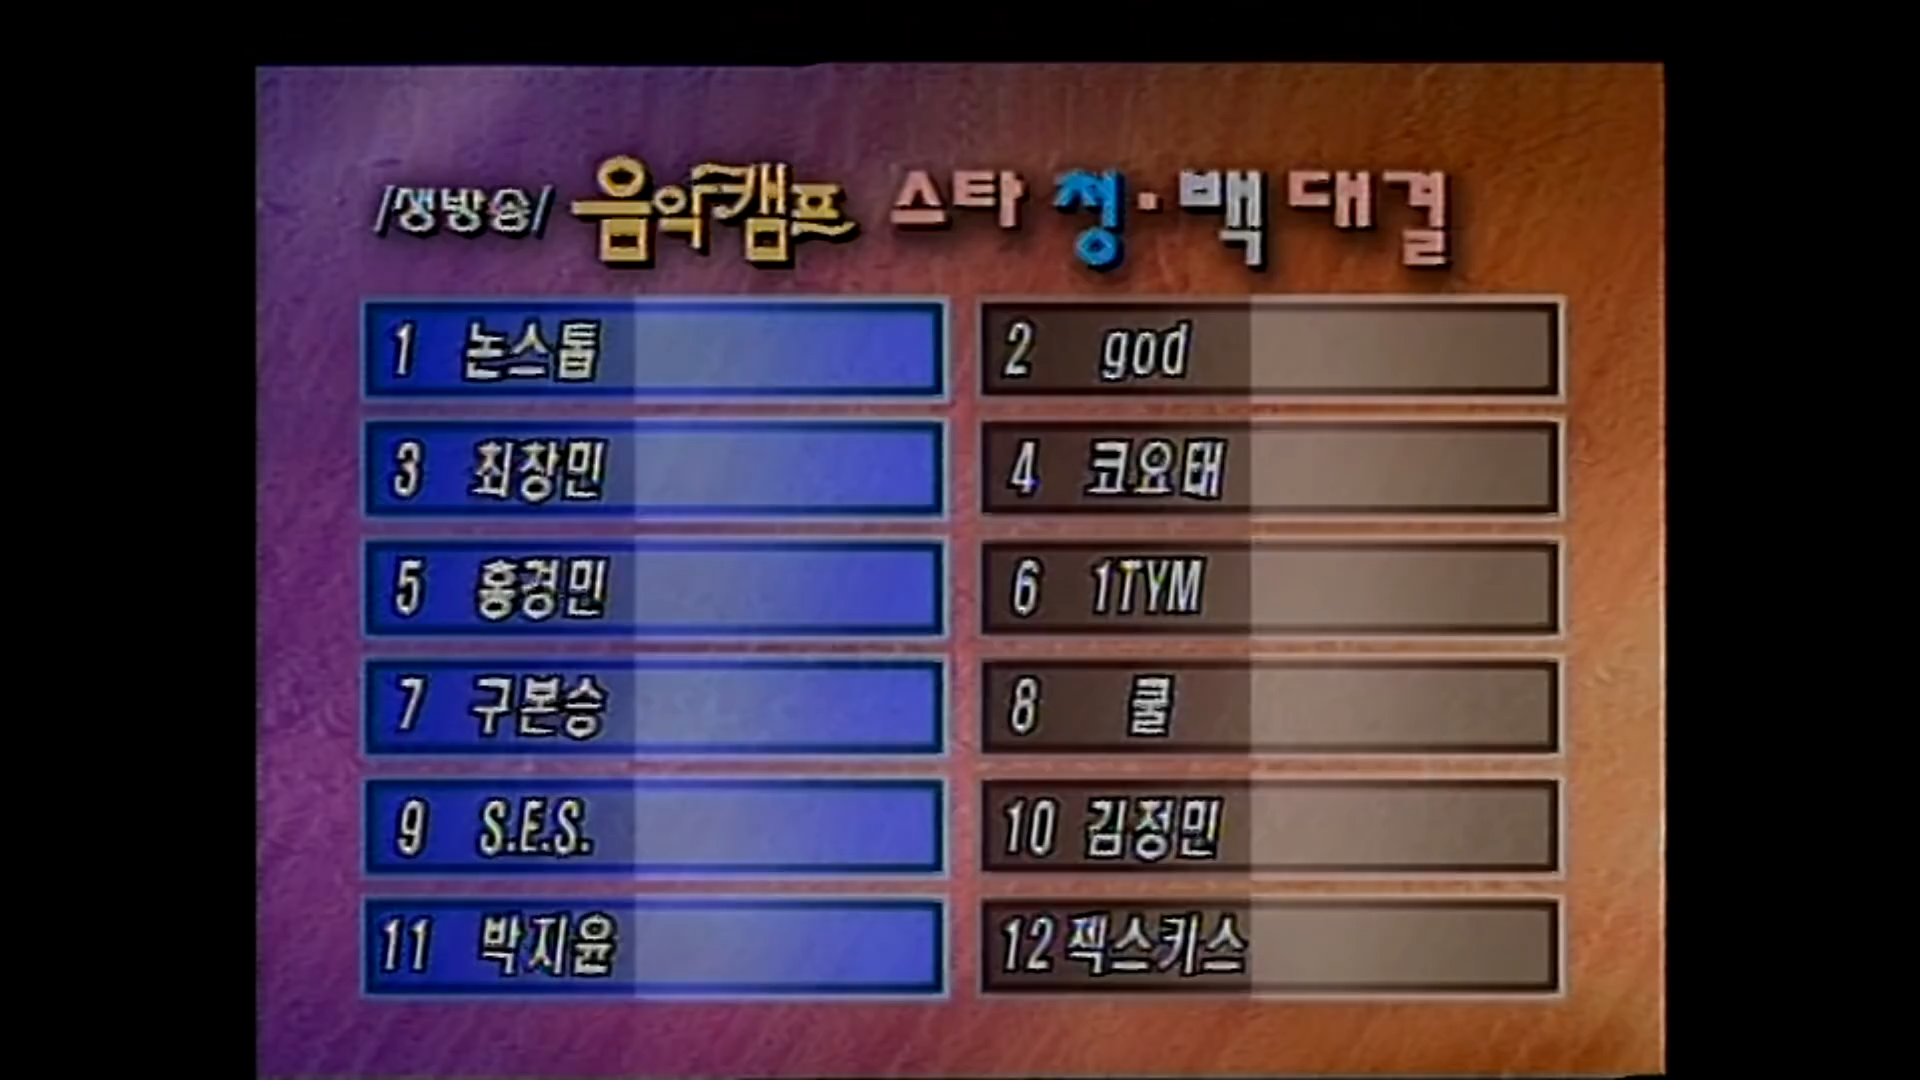 /생방송/ 음악캠프 스타 청·백 대결
1 논스톱
2 god
3 최창민
4 코요태
5 홍경민
6 1TYM
7 구본승
8 쿨
9 S.E.S.
10 김정민
11 박지윤
12 젝스키스